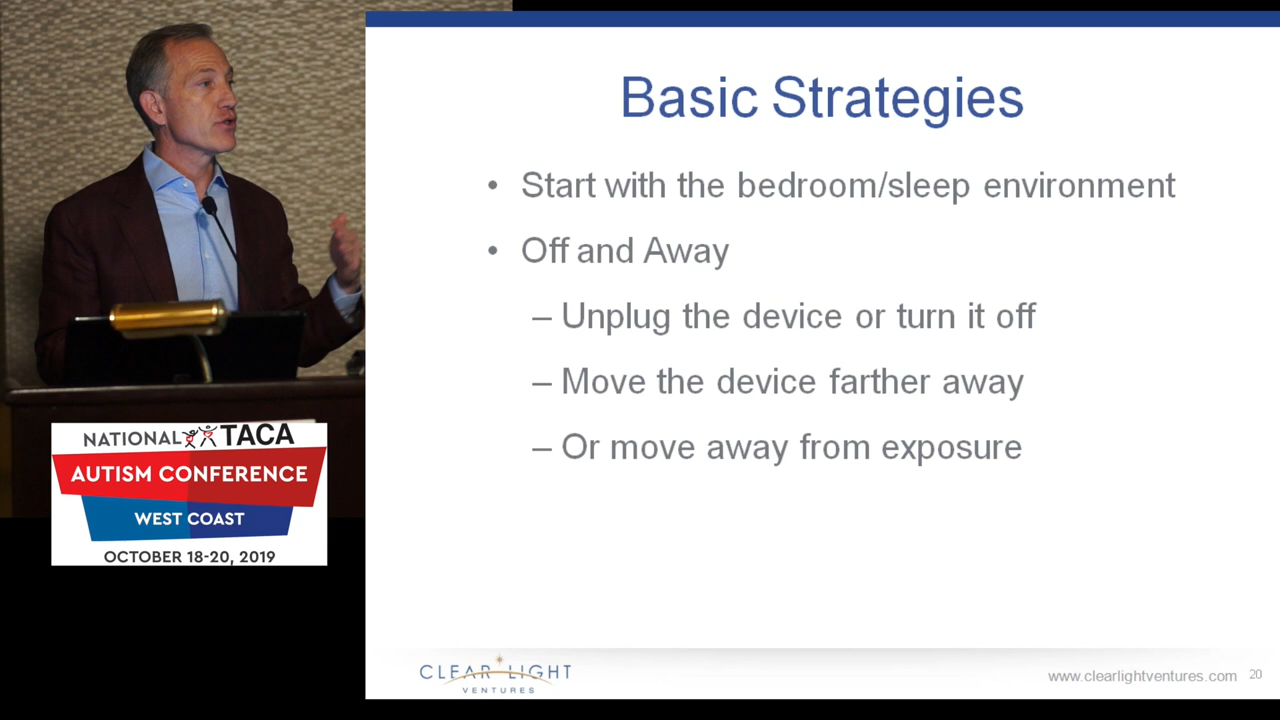 Basic Strategies
• Start with the bedroom/sleep environment
• Off and Away
– Unplug the device or turn it off
– Move the device farther away
– Or move away from exposure
NATIONAL TACA
AUTISM CONFERENCE
WEST COAST
OCTOBER 18-20, 2019
CLEAR LIGHT
VENTURES
www.clearlightventures.com 20